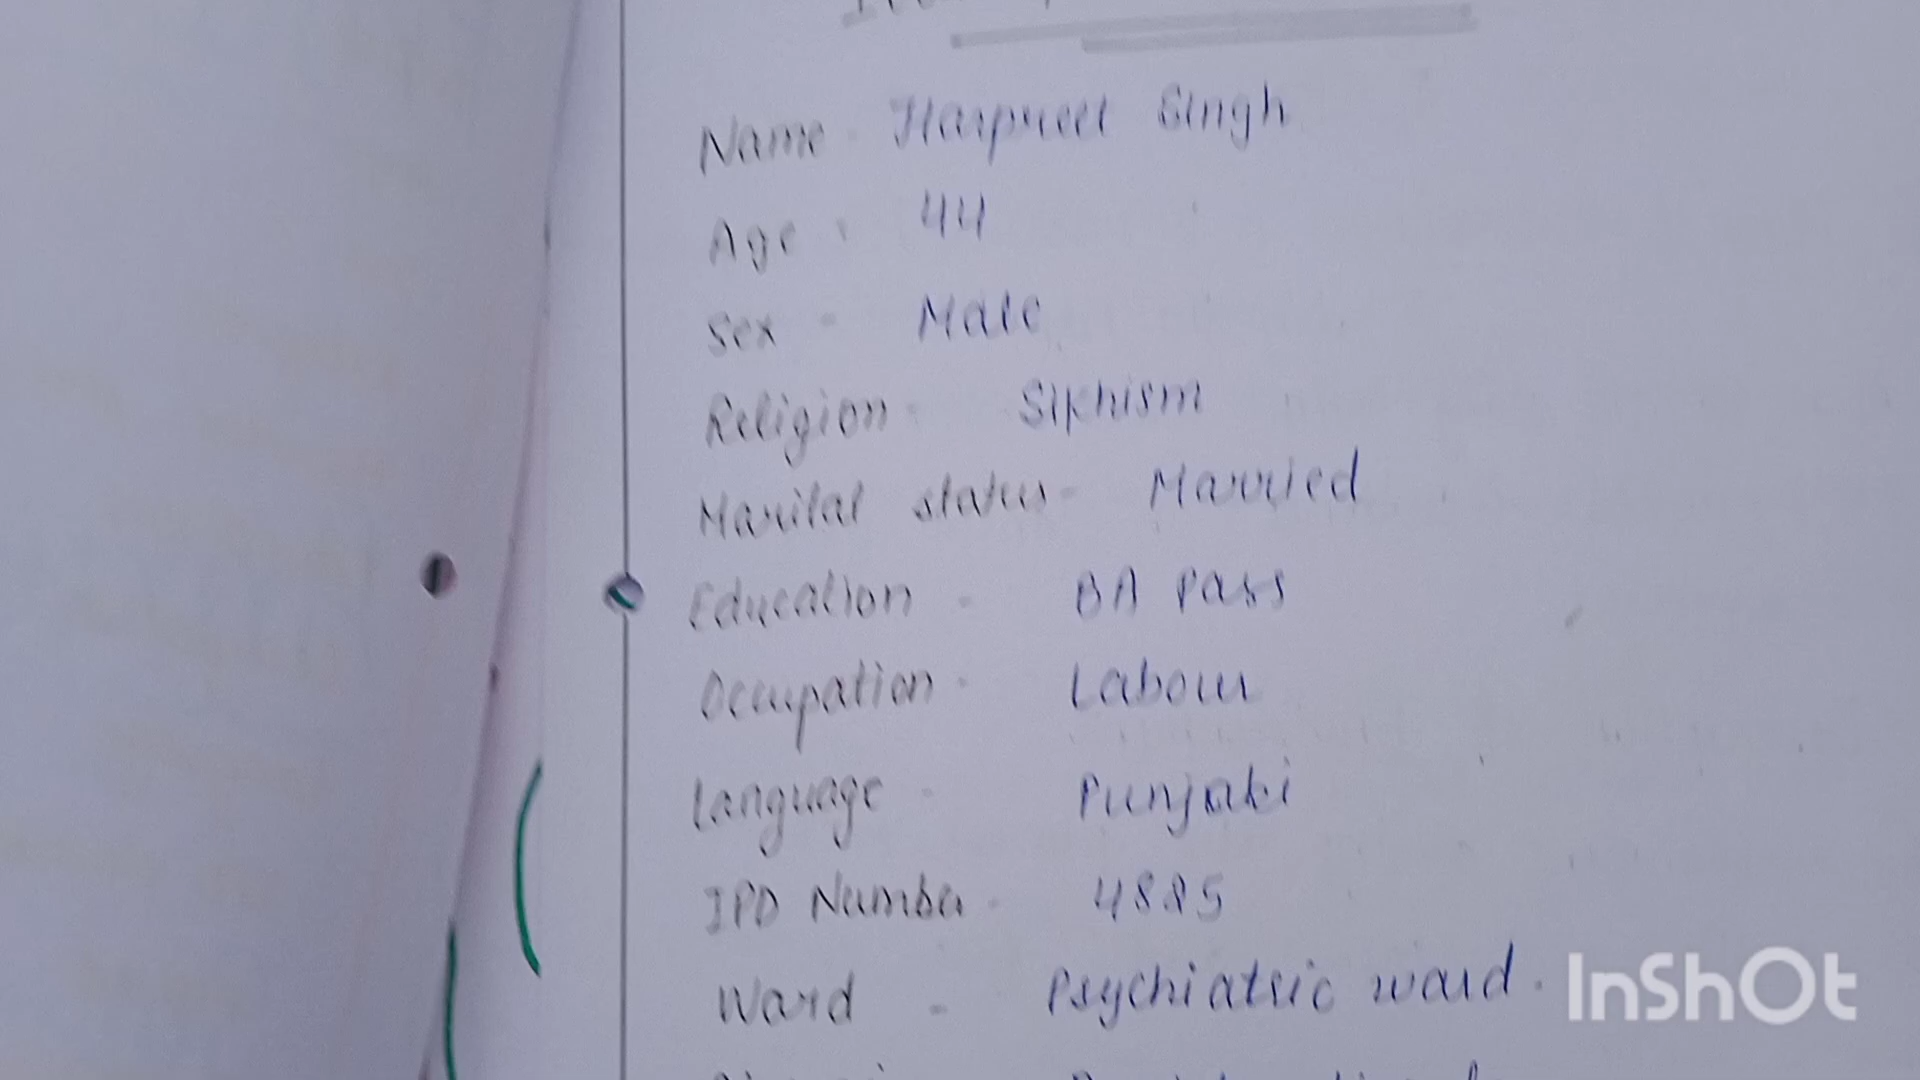 Name - Harpreet Singh
Age - 44
Sex - Male
Religion - Sikhism
Marital status - Married
Education - BA Pass
Occupation - Labour
Language - Punjabi
IPD Number - 4885
Ward - Psychiatric ward.
InShOt